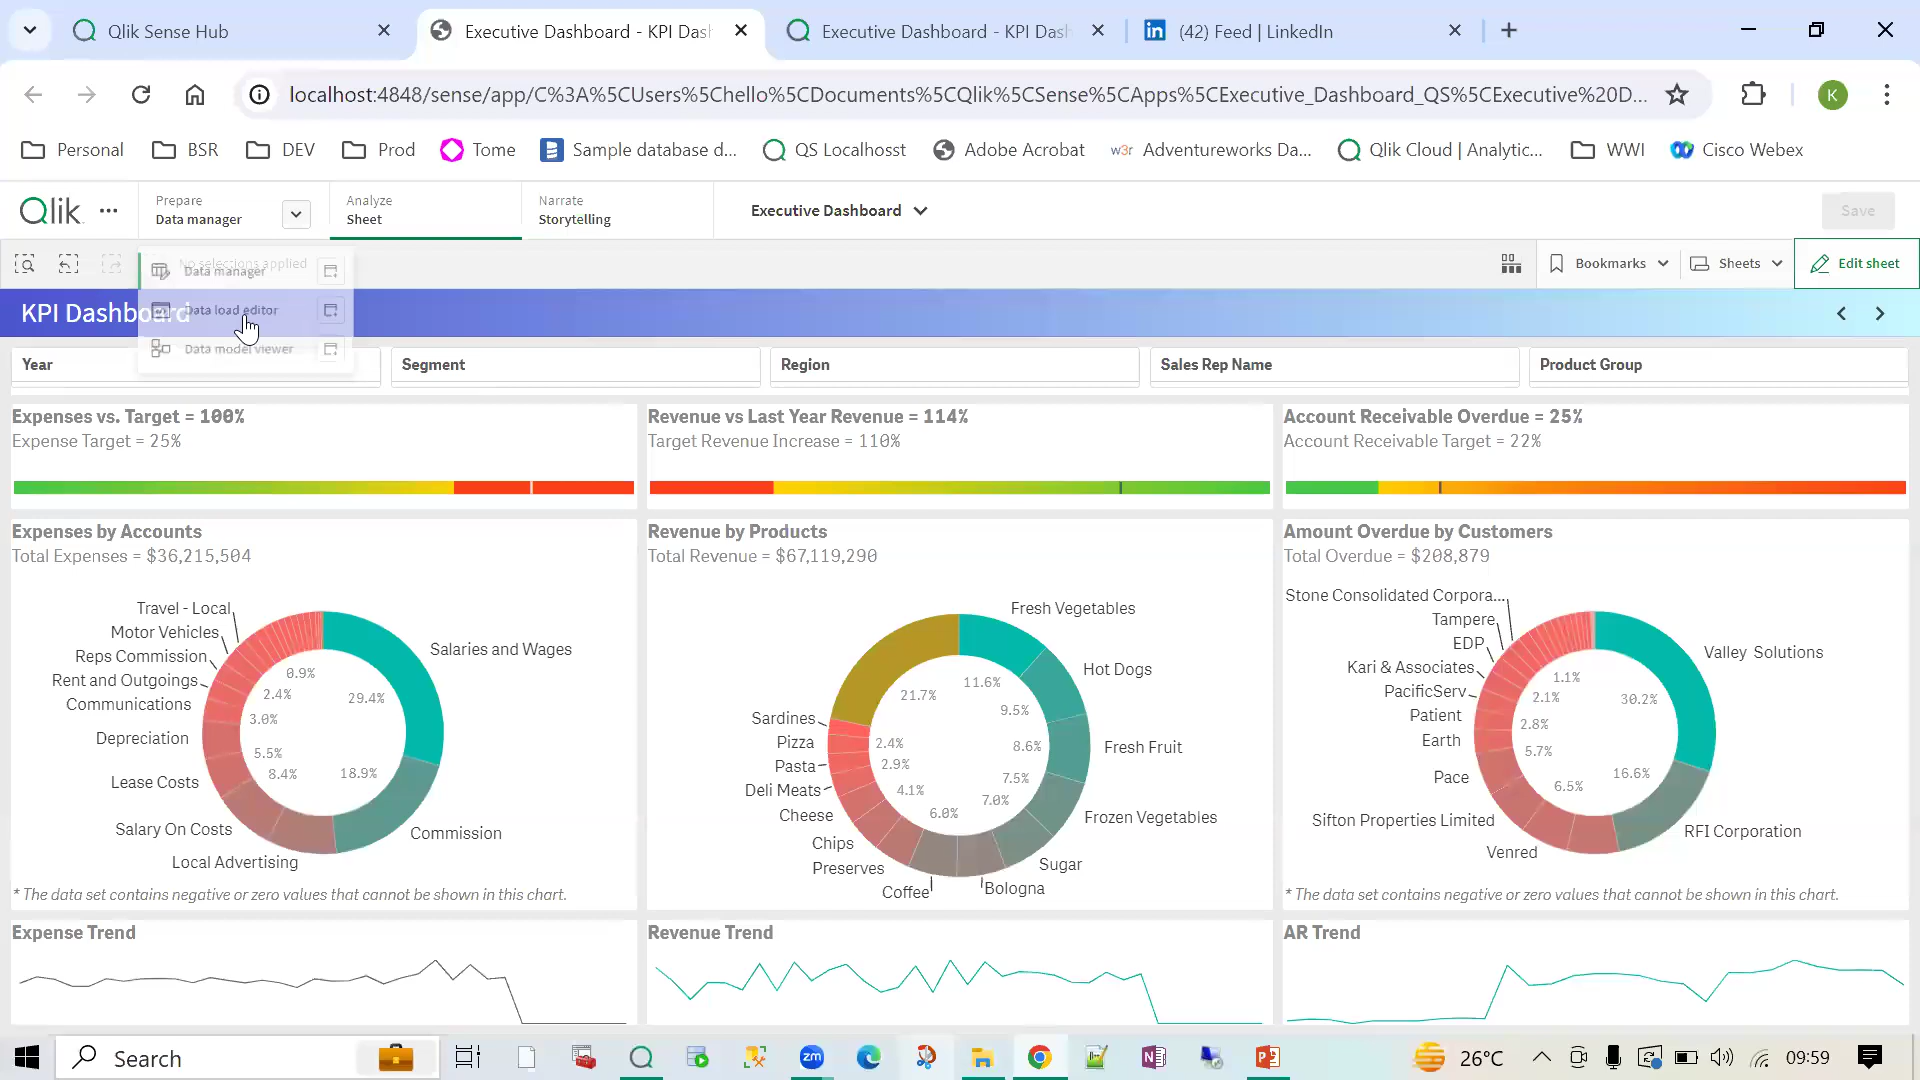 Qlik Sense Hub
Executive Dashboard - KPI Dash
Executive Dashboard - KPI Dash
(42) Feed | LinkedIn
localhost:4848/sense/app/C%3A%5CUsers%5Chello%5CDocuments%5CQlik%5CSense%5CApps%5CExecutive_Dashboard_QS%5CExecutive%20D...
K
Personal
BSR
DEV
Prod
Tome
Sample database d...
QS Localhosst
Adobe Acrobat
w3r Adventureworks Da...
Qlik Cloud | Analytic...
WWI
Cisco Webex
Qlik
Prepare
Data manager
Analyze
Sheet
Narrate
Storytelling
Executive Dashboard
Save
No selections applied
Data manager
Data load editor
Data model viewer
Bookmarks
Sheets
Edit sheet
KPI Dashboard
Year
Segment
Region
Sales Rep Name
Product Group
Expenses vs. Target = 100%
Expense Target = 25%
Revenue vs Last Year Revenue = 114%
Target Revenue Increase = 110%
Account Receivable Overdue = 25%
Account Receivable Target = 22%
Expenses by Accounts
Total Expenses = $36,215,504
Travel - Local
Motor Vehicles
Reps Commission
Rent and Outgoings
Communications
Depreciation
Lease Costs
Salary On Costs
Local Advertising
Commission
Salaries and Wages
0.9%
2.4%
3.0%
5.5%
8.4%
18.9%
29.4%
* The data set contains negative or zero values that cannot be shown in this chart.
Revenue by Products
Total Revenue = $67,119,290
Fresh Vegetables
Hot Dogs
Fresh Fruit
Frozen Vegetables
Sugar
Bologna
Coffee
Preserves
Chips
Cheese
Deli Meats
Pasta
Pizza
Sardines
21.7%
11.6%
9.5%
8.6%
7.5%
7.0%
6.0%
4.1%
2.9%
2.4%
Amount Overdue by Customers
Total Overdue = $208,879
Stone Consolidated Corpora...
Tampere
EDP
Kari & Associates
PacificServ
Patient
Earth
Pace
Sifton Properties Limited
Venred
RFI Corporation
Valley Solutions
1.1%
2.1%
2.8%
5.7%
6.5%
16.6%
30.2%
* The data set contains negative or zero values that cannot be shown in this chart.
Expense Trend
Revenue Trend
AR Trend
Search
zm
26°C
09:59